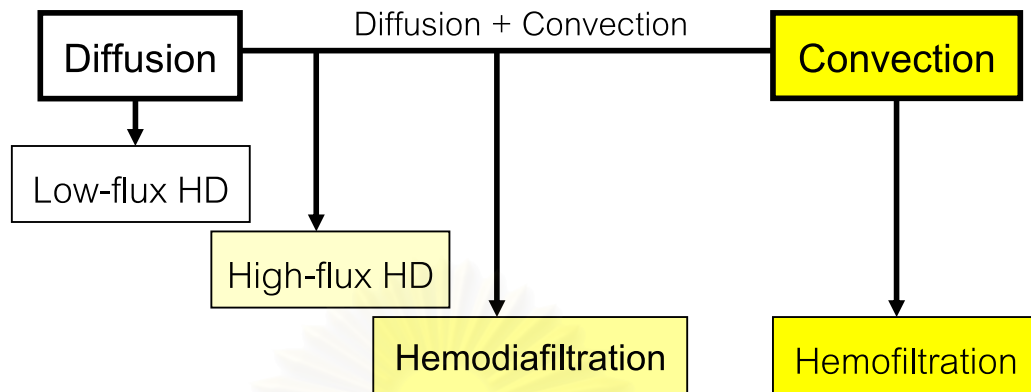 Diffusion + Convection
Diffusion
Convection
Low-flux HD
High-flux HD
Hemodiafiltration
Hemofiltration